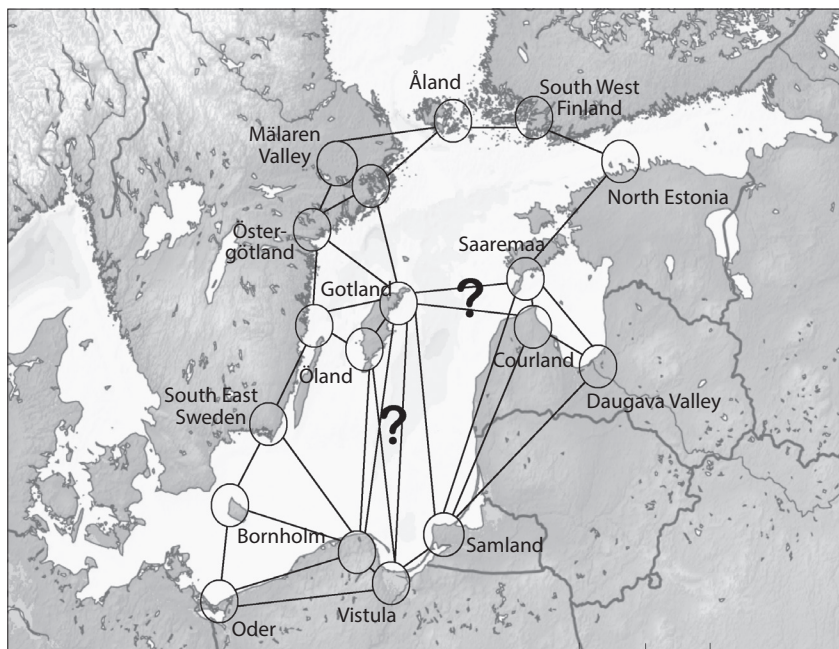 Åland
South West
Finland
Mälaren
Valley
North Estonia
Öster-
götland
Saaremaa
Gotland
?
Courland
Öland
Daugava Valley
South East
Sweden
?
Bornholm
Samland
Vistula
Oder